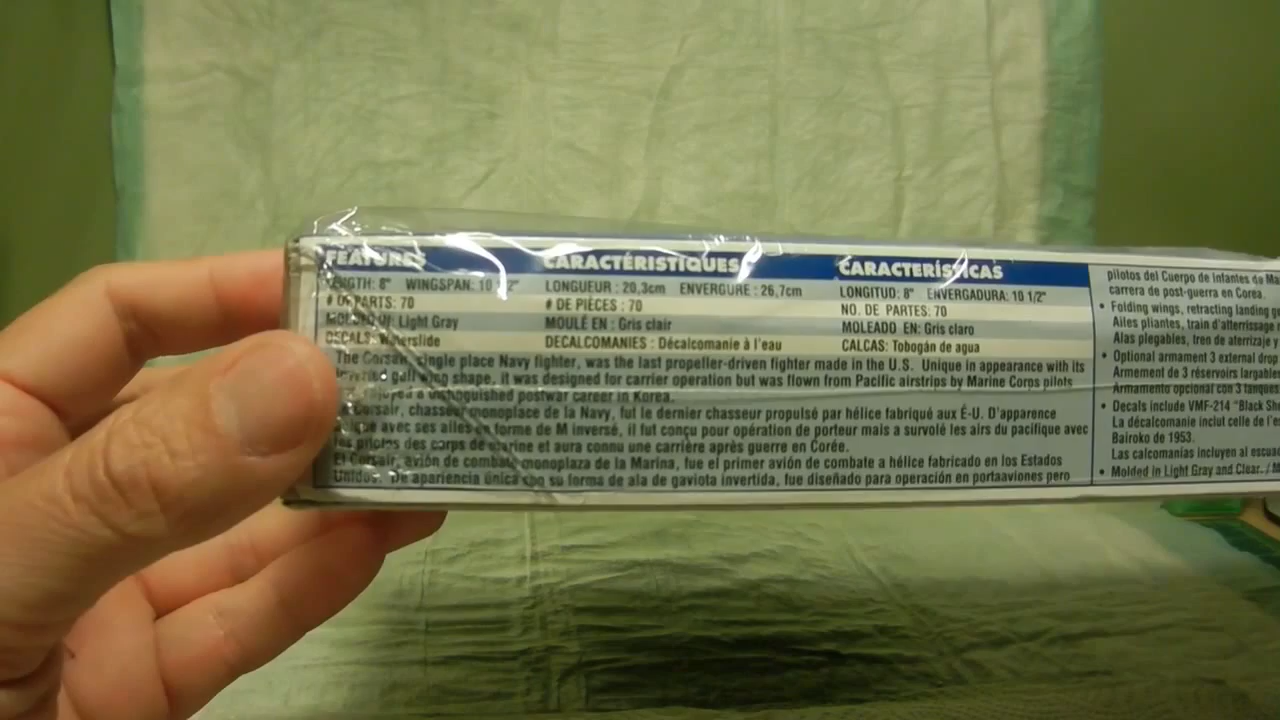 FEATURES
LENGTH: 8" WINGSPAN: 10 1/2"
# OF PARTS: 70
MOLDED IN: Light Gray
DECALS: Waterslide
CARACTÉRISTIQUES
LONGUEUR : 20,3cm ENVERGURE : 26,7cm
# DE PIÈCES : 70
MOULÉ EN : Gris clair
DECALCOMANIES : Décalcomanie à l'eau
CARACTERÍSTICAS
LONGITUD: 8" ENVERGADURA: 10 1/2"
NO. DE PARTES: 70
MOLEADO EN: Gris claro
CALCAS: Tobogán de agua
The Corsair, single place Navy fighter, was the last propeller-driven fighter made in the U.S. Unique in appearance with its
inverted gull wing shape, it was designed for carrier operation but was flown from Pacific airstrips by Marine Corps pilots
enjoyed a distinguished postwar career in Korea.
Corsair, chasseur monoplace de la Navy, fut le dernier chasseur propulsé par hélice fabriqué aux É-U. D'apparence
unique avec ses ailes en forme de M inversé, il fut conçu pour opération de porteur mais a survolé les airs du pacifique avec
les pilotes des corps de marine et aura connu une carrière après guerre en Corée.
El Corsair, avión de combate monoplaza de la Marina, fue el primer avión de combate a hélice fabricado en los Estados
Unidos. De apariencia única con su forma de ala de gaviota invertida, fue diseñado para operación en portaaviones pero
pilotos del Cuerpo de Infantes de Ma
carrera de post-guerra en Corea.
• Folding wings, retracting landing g
Ailes pliantes, train d'atterrissage
Alas plegables, tren de aterrizaje y
• Optional armament 3 external drop
Armement de 3 réservoirs largables
Armamento opcional con 3 tanques
• Decals include VMF-214 "Black She
La décalcomanie inclut celle de l'es
Bairoko de 1953.
Las calcomanías incluyen al escuad
• Molded in Light Gray and Clear. /